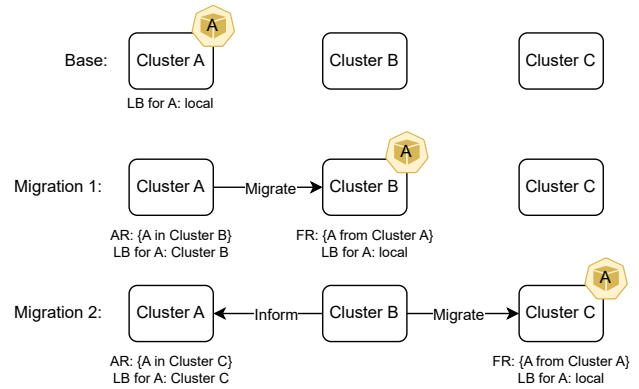 A
Base:
Cluster A
Cluster B
Cluster C
LB for A: local
A
Migration 1:
Cluster A
Migrate
Cluster B
Cluster C
AR: {A in Cluster B}
LB for A: Cluster B
FR: {A from Cluster A}
LB for A: local
A
Migration 2:
Cluster A
Inform
Cluster B
Migrate
Cluster C
AR: {A in Cluster C}
LB for A: Cluster C
FR: {A from Cluster A}
LB for A: local